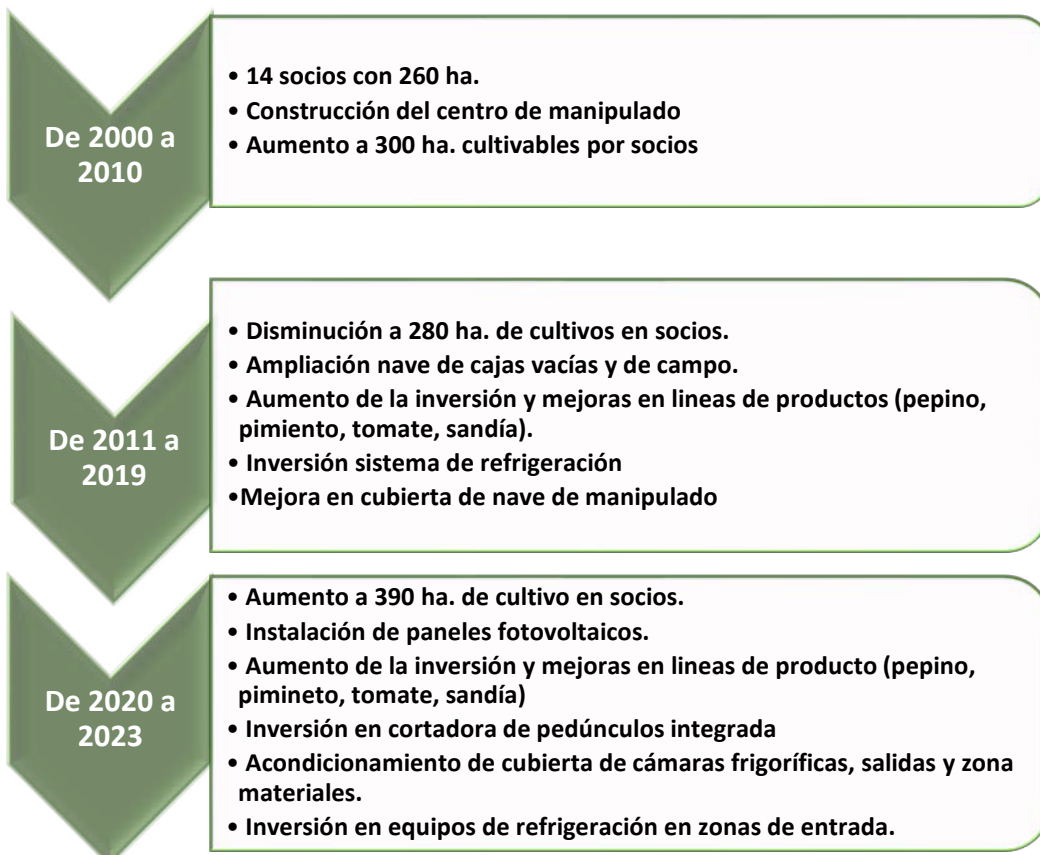 De 2000 a
2010
• 14 socios con 260 ha.
• Construcción del centro de manipulado
• Aumento a 300 ha. cultivables por socios
De 2011 a
2019
• Disminución a 280 ha. de cultivos en socios.
• Ampliación nave de cajas vacías y de campo.
• Aumento de la inversión y mejoras en lineas de productos (pepino,
pimiento, tomate, sandía).
• Inversión sistema de refrigeración
•Mejora en cubierta de nave de manipulado
De 2020 a
2023
• Aumento a 390 ha. de cultivo en socios.
• Instalación de paneles fotovoltaicos.
• Aumento de la inversión y mejoras en lineas de producto (pepino,
pimineto, tomate, sandía)
• Inversión en cortadora de pedúnculos integrada
• Acondicionamiento de cubierta de cámaras frigoríficas, salidas y zona
materiales.
• Inversión en equipos de refrigeración en zonas de entrada.